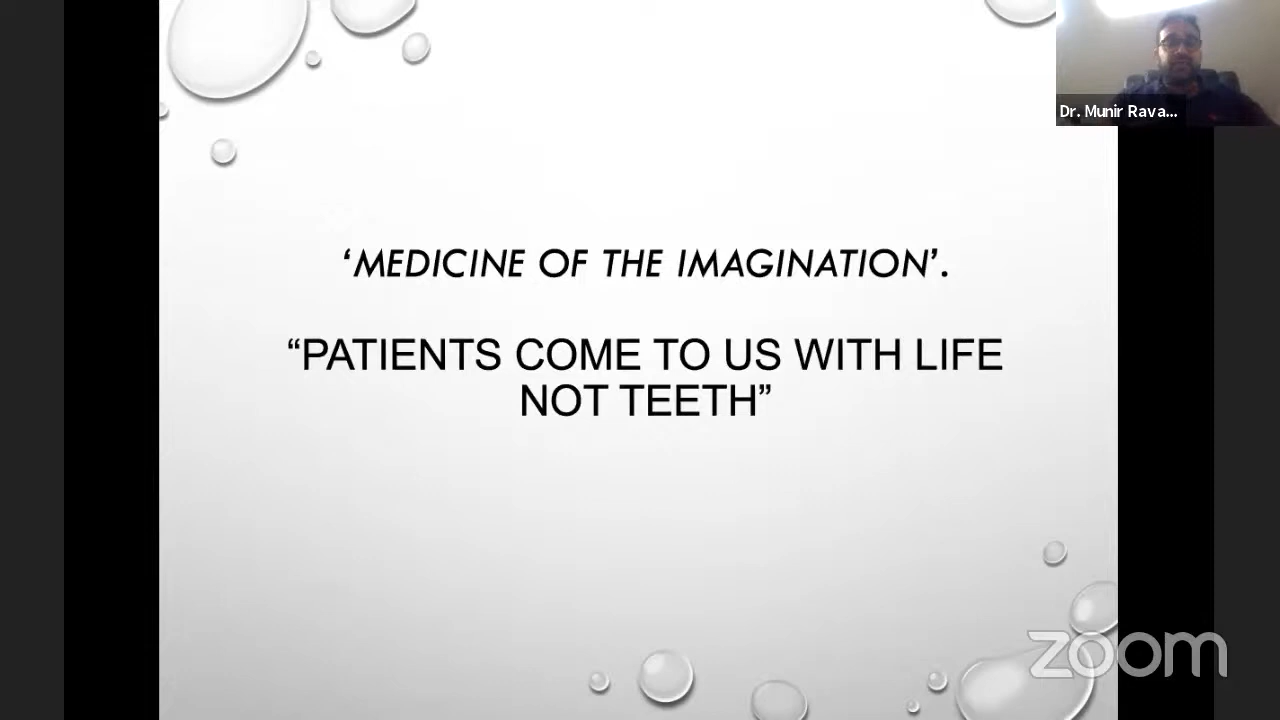 Dr. Munir Rava...
‘MEDICINE OF THE IMAGINATION’.
“PATIENTS COME TO US WITH LIFE
NOT TEETH”
zoom